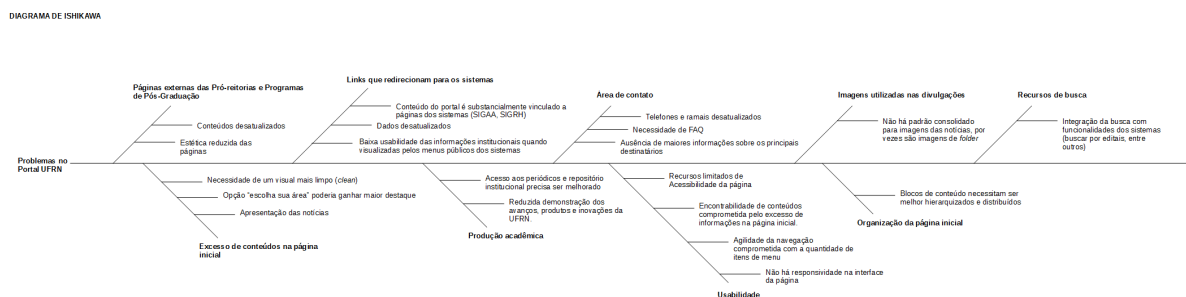 DIAGRAMA DE ISHIKAWA
Páginas externas das Pró-reitorias e Programas
de Pós-Graduação
Conteúdos desatualizados
Estética reduzida das
páginas
Links que redirecionam para os sistemas
Conteúdo do portal é substancialmente vinculado a
páginas dos sistemas (SIGAA, SIGRH)
Dados desatualizados
Baixa usabilidade das informações institucionais quando
visualizadas pelos menus públicos dos sistemas
Área de contato
Telefones e ramais desatualizados
Necessidade de FAQ
Ausência de maiores informações sobre os principais
destinatários
Imagens utilizadas nas divulgações
Não há padrão consolidado
para imagens das notícias, por
vezes são imagens de folder
Recursos de busca
Integração da busca com
funcionalidades dos sistemas
(buscar por editais, entre
outros)
Problemas no
Portal UFRN
Necessidade de um visual mais limpo (clean)
Opção "escolha sua área" poderia ganhar maior destaque
Apresentação das notícias
Excesso de conteúdos na página
inicial
Acesso aos periódicos e repositório
institucional precisa ser melhorado
Reduzida demonstração dos
avanços, produtos e inovações da
UFRN
Produção acadêmica
Recursos limitados de
Acessibilidade da página
Encontrabilidade de conteúdos
comprometida pelo excesso de
informações na página inicial.
Agilidade da navegação
comprometida com a quantidade de
itens de menu
Não há responsividade na interface
da página
Usabilidade
Blocos de conteúdo necessitam ser
melhor hierarquizados e distribuídos
Organização da página inicial